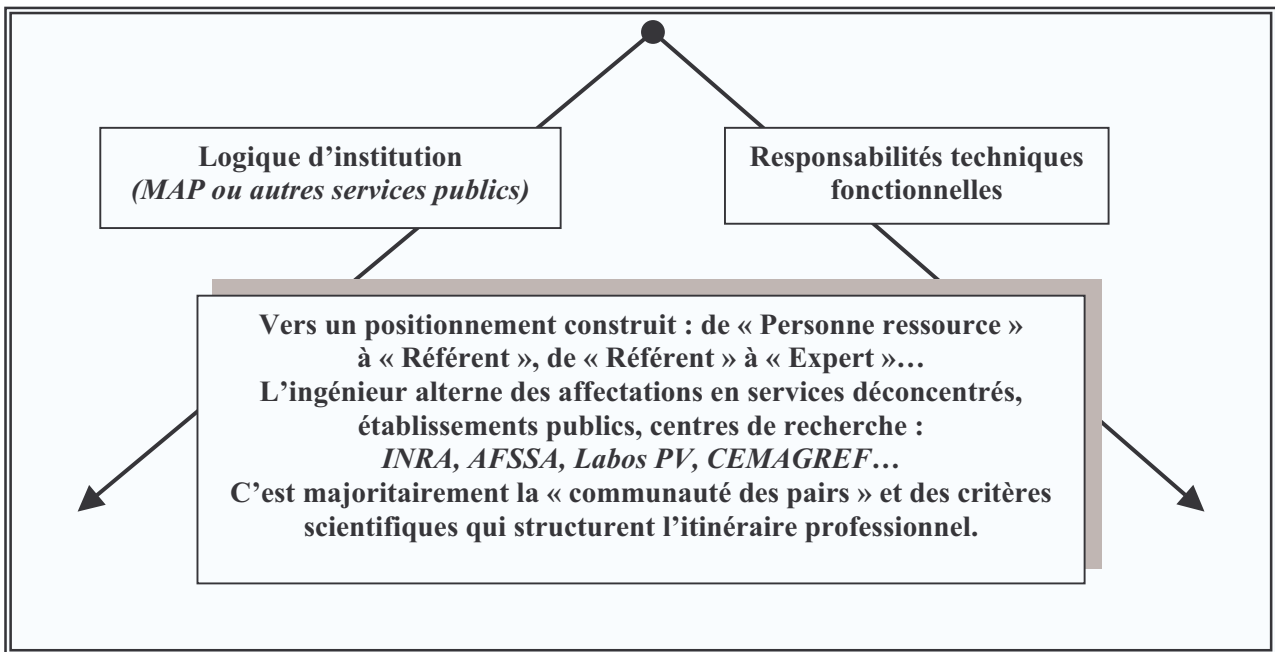 Logique d’institution
(MAP ou autres services publics)
Responsabilités techniques
fonctionnelles
Vers un positionnement construit : de « Personne ressource »
à « Référent », de « Référent » à « Expert »…
L’ingénieur alterne des affectations en services déconcentrés,
établissements publics, centres de recherche :
INRA, AFSSA, Labos PV, CEMAGREF…
C’est majoritairement la « communauté des pairs » et des critères
scientifiques qui structurent l’itinéraire professionnel.